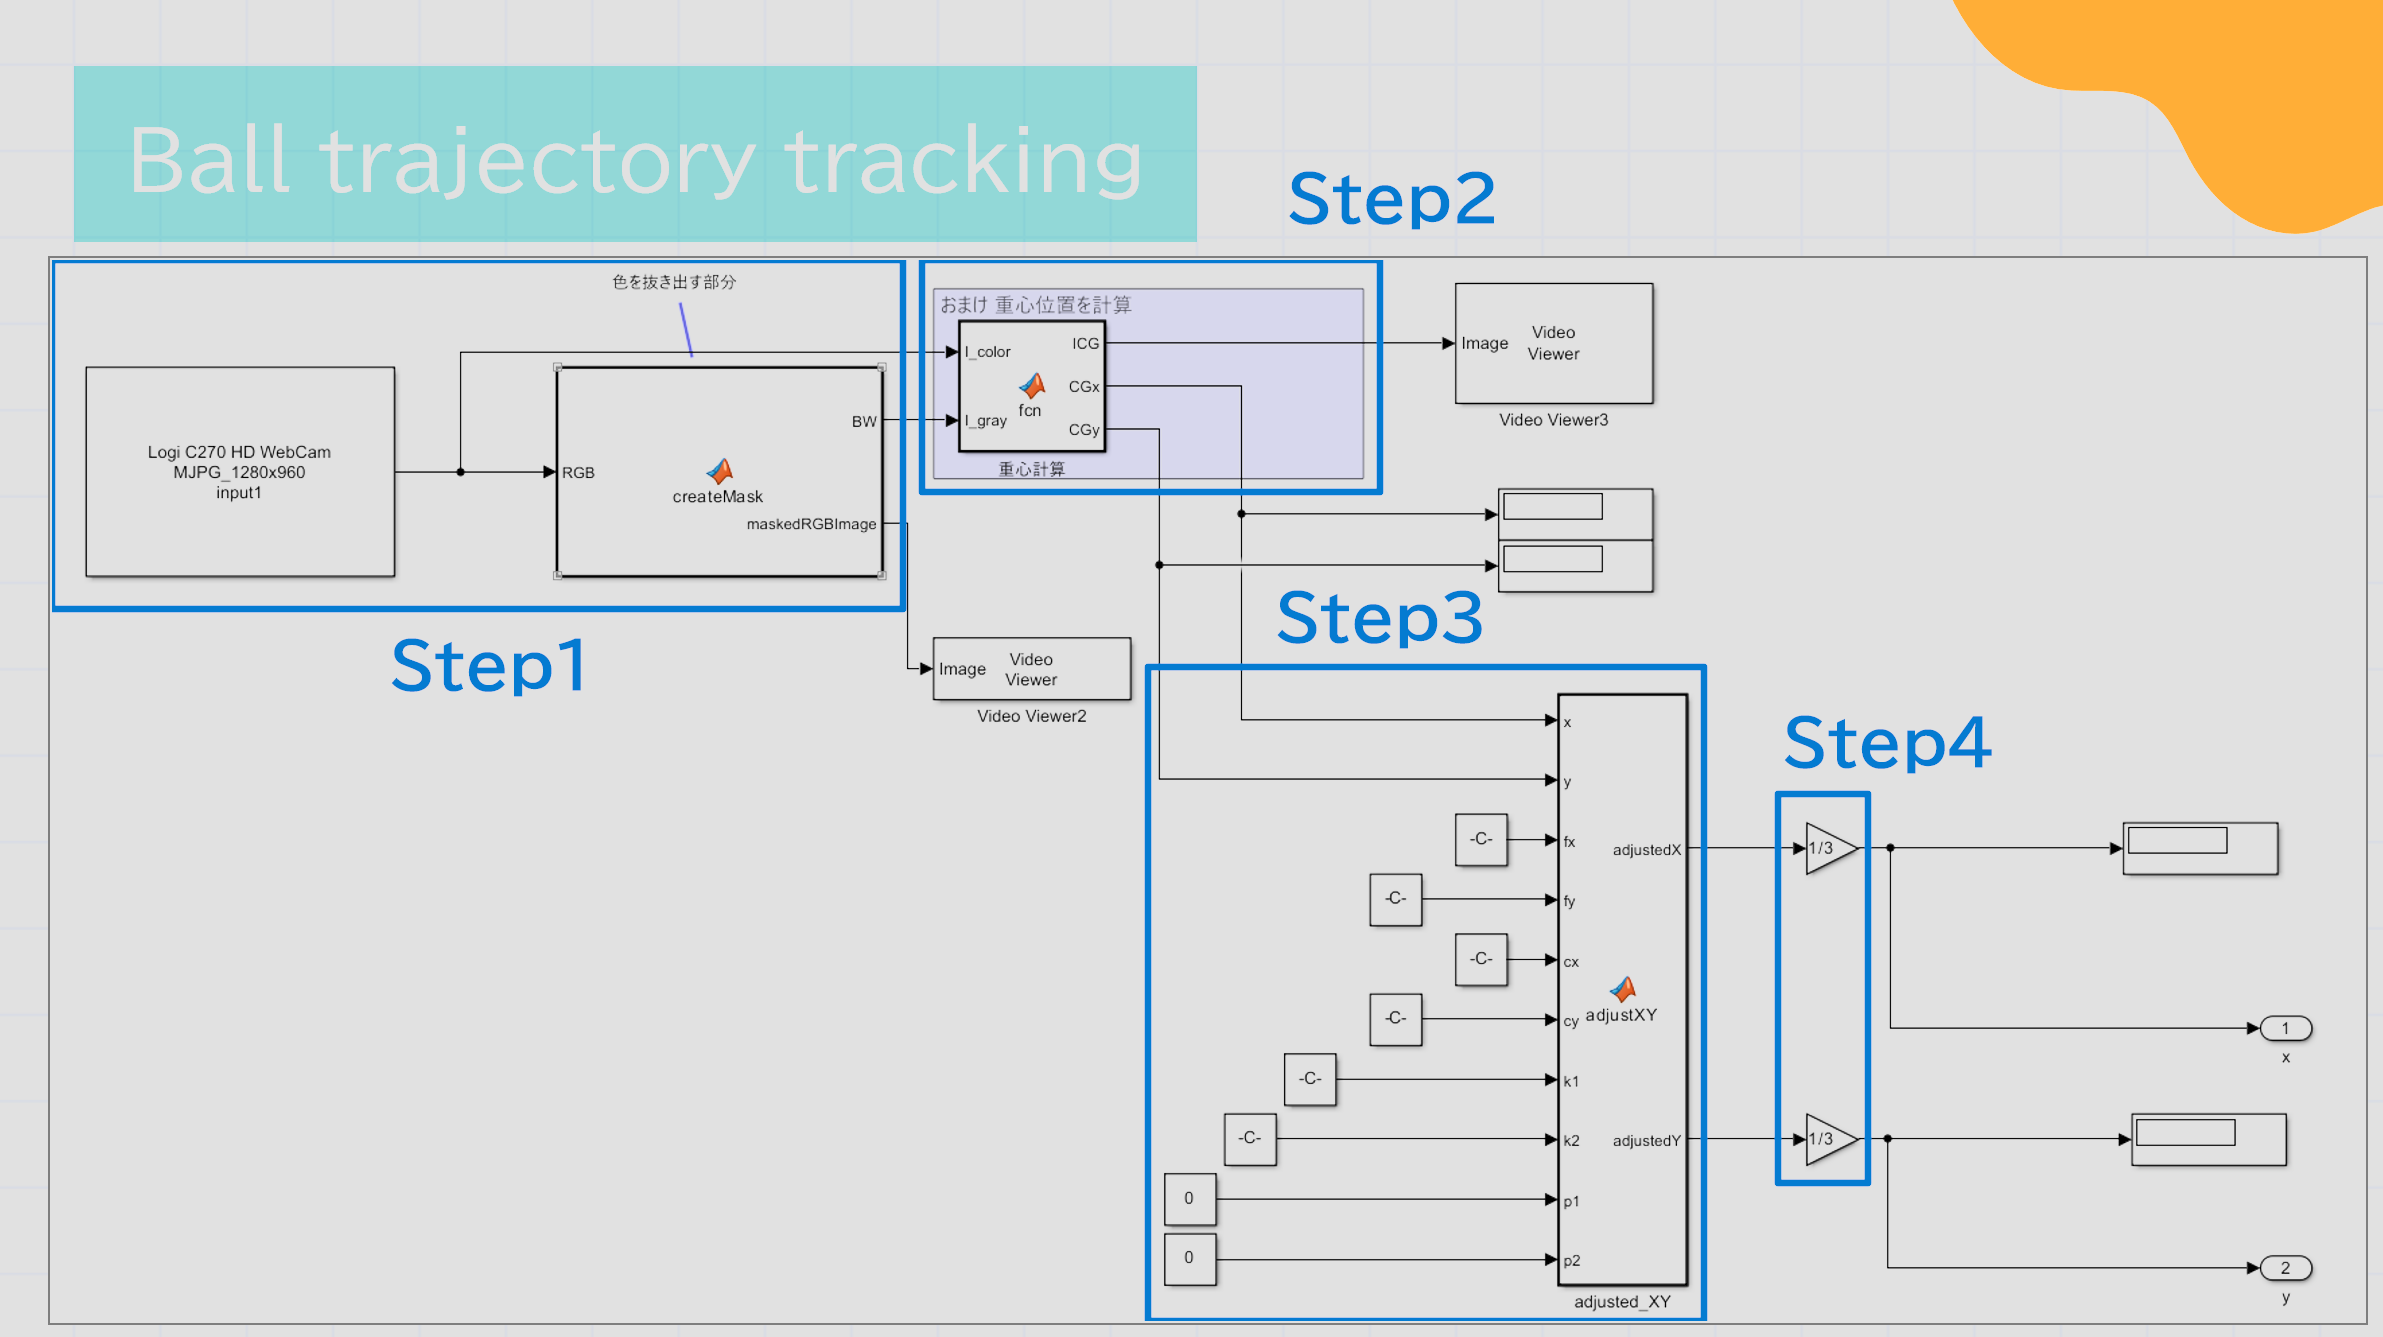 Ball trajectory tracking
Step2
色を抜き出す部分
Logi C270 HD WebCam
MJPG_1280x960
input1
RGB
createMask
BW
maskedRGBImage
Step1
おまけ 重心位置を計算
I_color
I_gray
fcn
ICG
CGx
CGy
重心計算
Image
Video
Viewer
Video Viewer3
Image
Video
Viewer
Video Viewer2
Step3
x
y
-C-
fx
-C-
fy
-C-
cx
-C-
cy
-C-
k1
-C-
k2
0
p1
0
p2
adjustXY
adjustedX
adjustedY
adjusted_XY
Step4
1/3
1/3
1
x
2
y